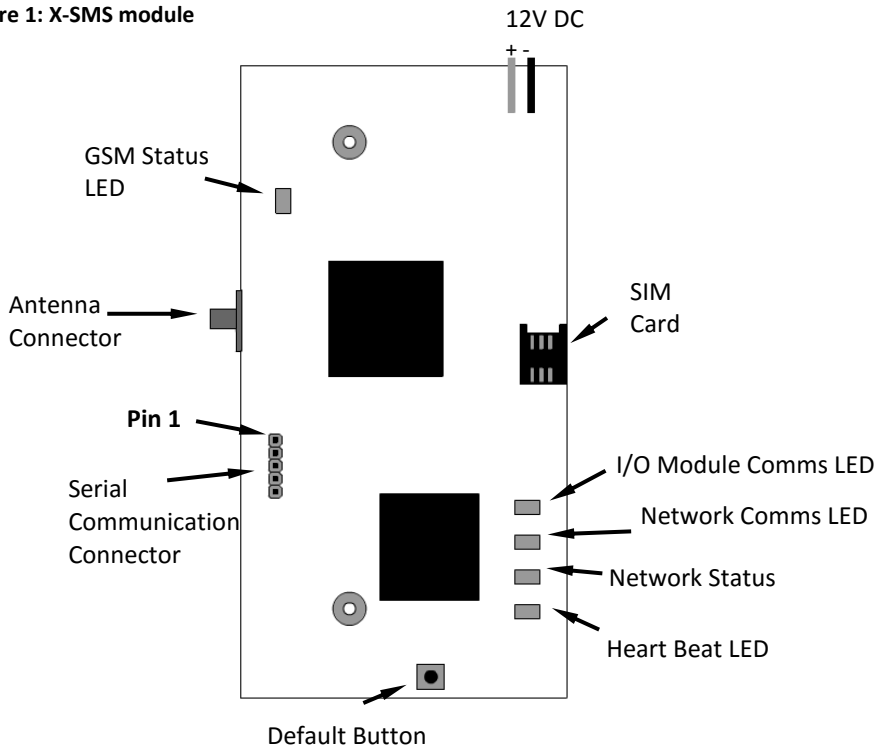 re 1: X-SMS module
12V DC
+ -
GSM Status
LED
Antenna
Connector
SIM
Card
Pin 1
Serial
Communication
Connector
I/O Module Comms LED
Network Comms LED
Network Status
Heart Beat LED
Default Button